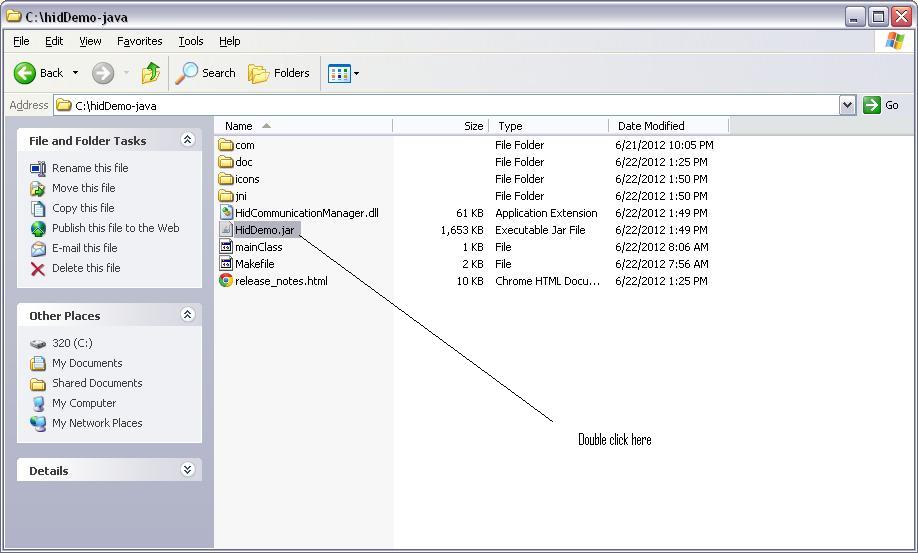 C:\hidDemo-java
File Edit View Favorites Tools Help
Back Search Folders
Address C:\hidDemo-java Go
File and Folder Tasks
Rename this file
Move this file
Copy this file
Publish this file to the Web
E-mail this file
Delete this file
Other Places
320 (C:)
My Documents
Shared Documents
My Computer
My Network Places
Details
Name Size Type Date Modified
com File Folder 6/21/2012 10:05 PM
doc File Folder 6/22/2012 1:25 PM
icons File Folder 6/22/2012 1:50 PM
jni File Folder 6/22/2012 1:50 PM
HidCommunicationManager.dll 61 KB Application Extension 6/22/2012 1:49 PM
HidDemo.jar 1,653 KB Executable Jar File 6/22/2012 1:49 PM
mainClass 1 KB File 6/22/2012 8:06 AM
Makefile 2 KB File 6/22/2012 7:56 AM
release_notes.html 10 KB Chrome HTML Docu... 6/22/2012 1:25 PM
Double click here